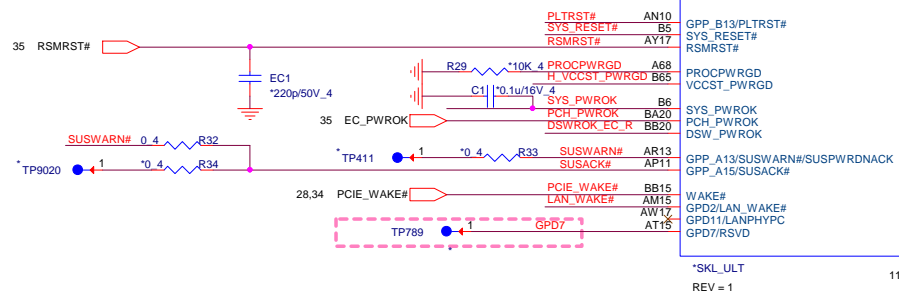 PLTRST# AN10 GPP_B13/PLTRST#
SYS_RESET# B5 SYS_RESET#
35 RSMRST# RSMRST# AY17 RSMRST#
R29 *10K_4 PROCPWRGD A68 PROCPWRGD
EC1 H_VCCST_PWRGD B65 VCCST_PWRGD
*220p/50V_4 C1 *0.1u/16V_4
SYS_PWROK B6 SYS_PWROK
35 EC_PWROK PCH_PWROK BA20 PCH_PWROK
DSWROK_EC_R BB20 DSW_PWROK
SUSWARN# 0_4 R32
*TP411 1 *0_4 R33 SUSWARN# AR13 GPP_A13/SUSWARN#/SUSPWRDNACK
*TP9020 1 *0_4 R34 SUSACK# AP11 GPP_A15/SUSACK#
28,34 PCIE_WAKE# PCIE_WAKE# BB15 WAKE#
LAN_WAKE# AM15 GPD2/LAN_WAKE#
AW17 GPD11/LANPHYPC
TP789 1 GPD7 AT15 GPD7/RSVD
*
*SKL_ULT
11
REV = 1